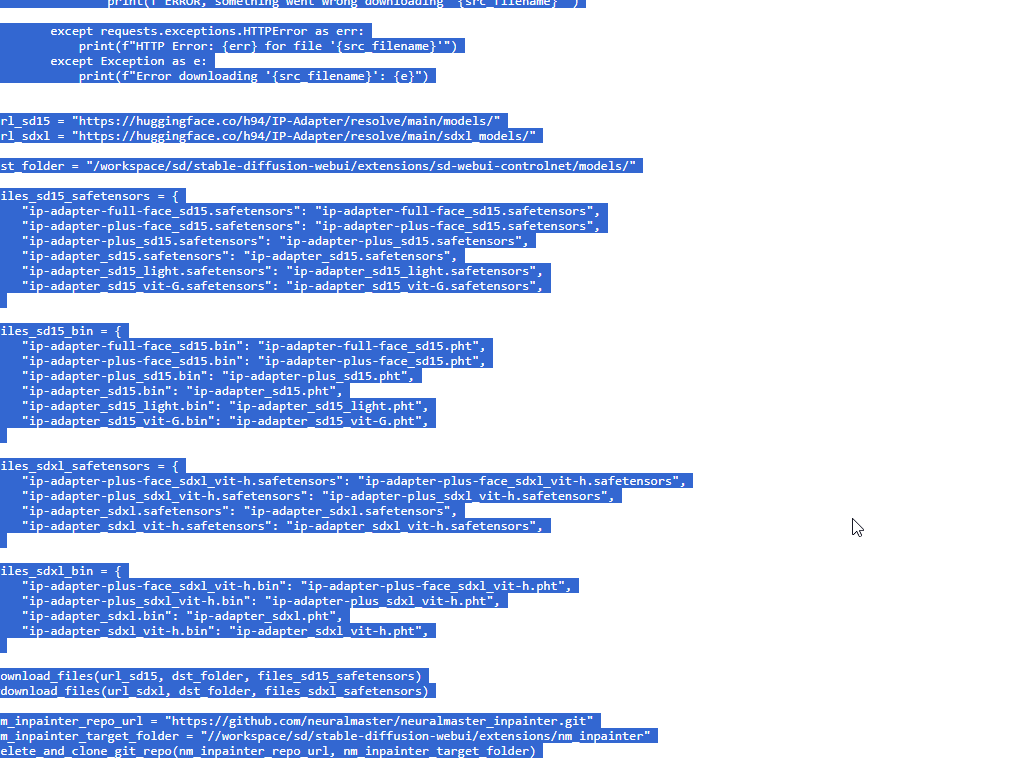 print(f"ERROR, something went wrong downloading '{src_filename}'")
except requests.exceptions.HTTPError as err:
print(f"HTTP Error: {err} for file '{src_filename}'")
except Exception as e:
print(f"Error downloading '{src_filename}': {e}")
rl_sd15 = "https://huggingface.co/h94/IP-Adapter/resolve/main/models/"
rl_sdxl = "https://huggingface.co/h94/IP-Adapter/resolve/main/sdxl_models/"
st_folder = "/workspace/sd/stable-diffusion-webui/extensions/sd-webui-controlnet/models/"
iles_sd15_safetensors = {
"ip-adapter-full-face_sd15.safetensors": "ip-adapter-full-face_sd15.safetensors",
"ip-adapter-plus-face_sd15.safetensors": "ip-adapter-plus-face_sd15.safetensors",
"ip-adapter-plus_sd15.safetensors": "ip-adapter-plus_sd15.safetensors",
"ip-adapter_sd15.safetensors": "ip-adapter_sd15.safetensors",
"ip-adapter_sd15_light.safetensors": "ip-adapter_sd15_light.safetensors",
"ip-adapter_sd15_vit-G.safetensors": "ip-adapter_sd15_vit-G.safetensors",
iles_sd15_bin = {
"ip-adapter-full-face_sd15.bin": "ip-adapter-full-face_sd15.pht",
"ip-adapter-plus-face_sd15.bin": "ip-adapter-plus-face_sd15.pht",
"ip-adapter-plus_sd15.bin": "ip-adapter-plus_sd15.pht",
"ip-adapter_sd15.bin": "ip-adapter_sd15.pht",
"ip-adapter_sd15_light.bin": "ip-adapter_sd15_light.pht",
"ip-adapter_sd15_vit-G.bin": "ip-adapter_sd15_vit-G.pht",
iles_sdxl_safetensors = {
"ip-adapter-plus-face_sdxl_vit-h.safetensors": "ip-adapter-plus-face_sdxl_vit-h.safetensors",
"ip-adapter-plus_sdxl_vit-h.safetensors": "ip-adapter-plus_sdxl_vit-h.safetensors",
"ip-adapter_sdxl.safetensors": "ip-adapter_sdxl.safetensors",
"ip-adapter_sdxl_vit-h.safetensors": "ip-adapter_sdxl_vit-h.safetensors",
iles_sdxl_bin = {
"ip-adapter-plus-face_sdxl_vit-h.bin": "ip-adapter-plus-face_sdxl_vit-h.pht",
"ip-adapter-plus_sdxl_vit-h.bin": "ip-adapter-plus_sdxl_vit-h.pht",
"ip-adapter_sdxl.bin": "ip-adapter_sdxl.pht",
"ip-adapter_sdxl_vit-h.bin": "ip-adapter_sdxl_vit-h.pht",
ownload_files(url_sd15, dst_folder, files_sd15_safetensors)
download_files(url_sdxl, dst_folder, files_sdxl_safetensors)
m_inpainter_repo_url = "https://github.com/neuralmaster/neuralmaster_inpainter.git"
m_inpainter_target_folder = "//workspace/sd/stable-diffusion-webui/extensions/nm_inpainter"
elete_and_clone_git_repo(nm_inpainter_repo_url, nm_inpainter_target_folder)